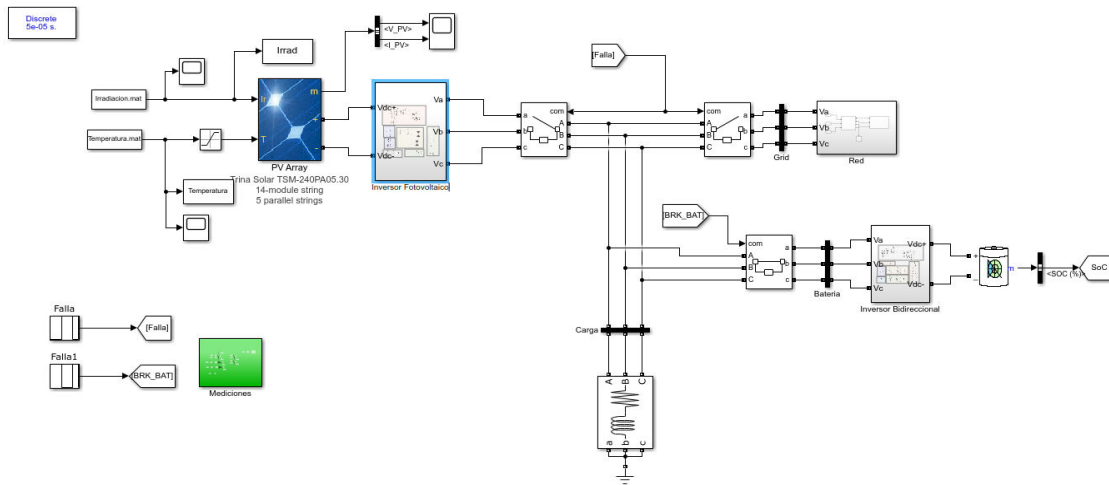 Discrete
5e-05 s.
Irradiacion.mat
Temperatura.mat
Irrad
Temperatura
Ir
T
m
+
-
PV Array
Trina Solar TSM-240PA05.30
14-module string
5 parallel strings
<V_PV>
<I_PV>
Vdc+
Vdc-
Va
Vb
Vc
Inversor Fotovoltaico
[Falla]
a
b
c
com
A
B
C
com
A
B
C
a
b
c
Grid
Va
Vb
Vc
Red
[BRK_BAT]
com
A
B
C
a
b
c
Bateria
Va
Vb
Vc
Vdc+
Vdc-
Inversor Bidireccional
+
_
m
<SOC (%)>
SoC
Carga
A
B
C
a
b
c
Falla
[Falla]
Falla1
[BRK_BAT]
Mediciones